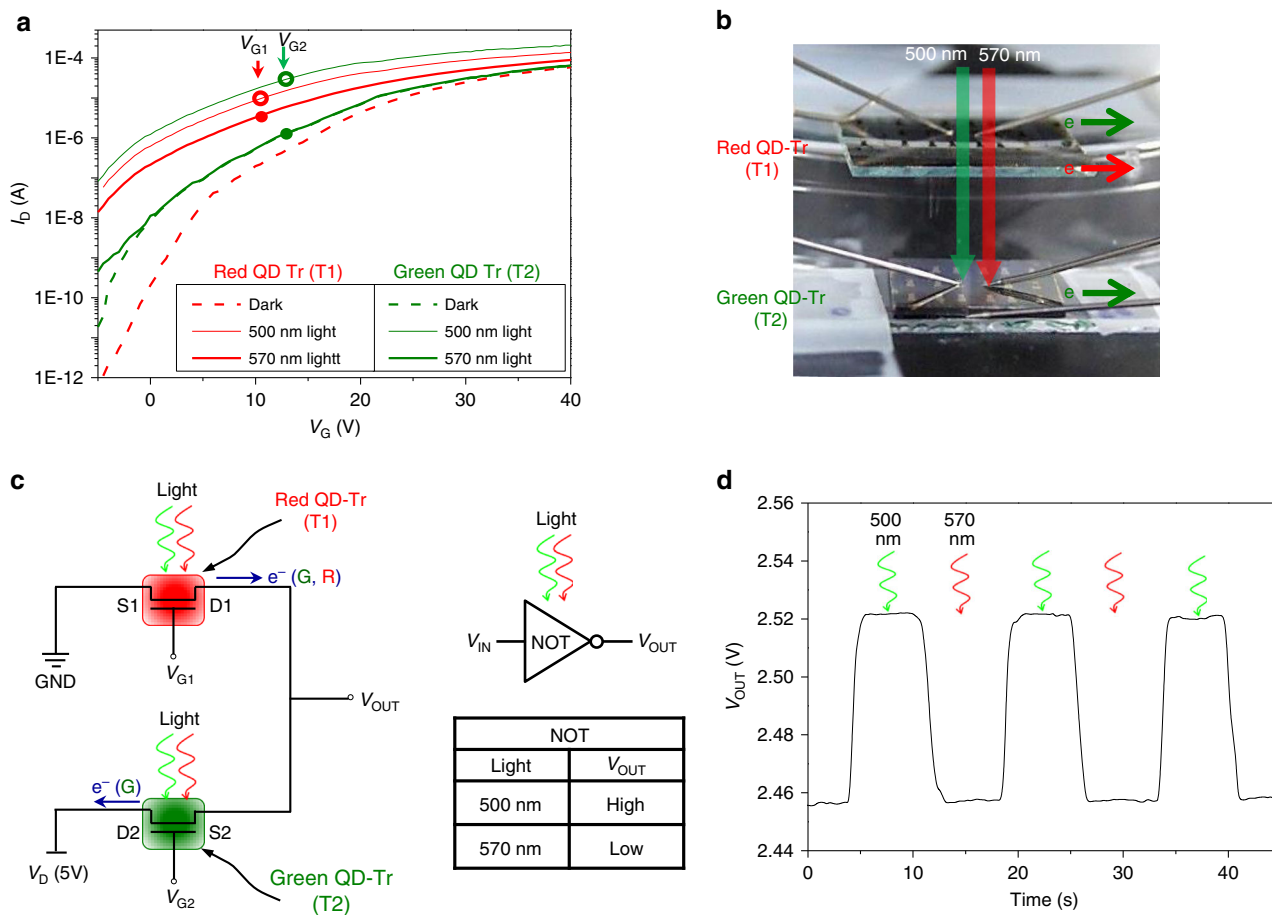 a
V_G1
V_G2
1E-4
1E-6
1E-8
1E-10
1E-12
I_D (A)
0
10
20
30
40
V_G (V)
Red QD Tr (T1)
Green QD Tr (T2)
Dark
500 nm light
570 nm lightt
Dark
500 nm light
570 nm light
b
500 nm
570 nm
e
Red QD-Tr
(T1)
e
Green QD-Tr
(T2)
e
c
Light
Red QD-Tr
(T1)
e⁻ (G, R)
S1
D1
GND
V_G1
V_OUT
Light
e⁻ (G)
D2
S2
V_D (5V)
V_G2
Green QD-Tr
(T2)
Light
V_IN
NOT
V_OUT
NOT
Light
V_OUT
500 nm
High
570 nm
Low
d
2.56
2.54
2.52
2.50
2.48
2.46
2.44
V_OUT (V)
500
nm
570
nm
0
10
20
30
40
Time (s)